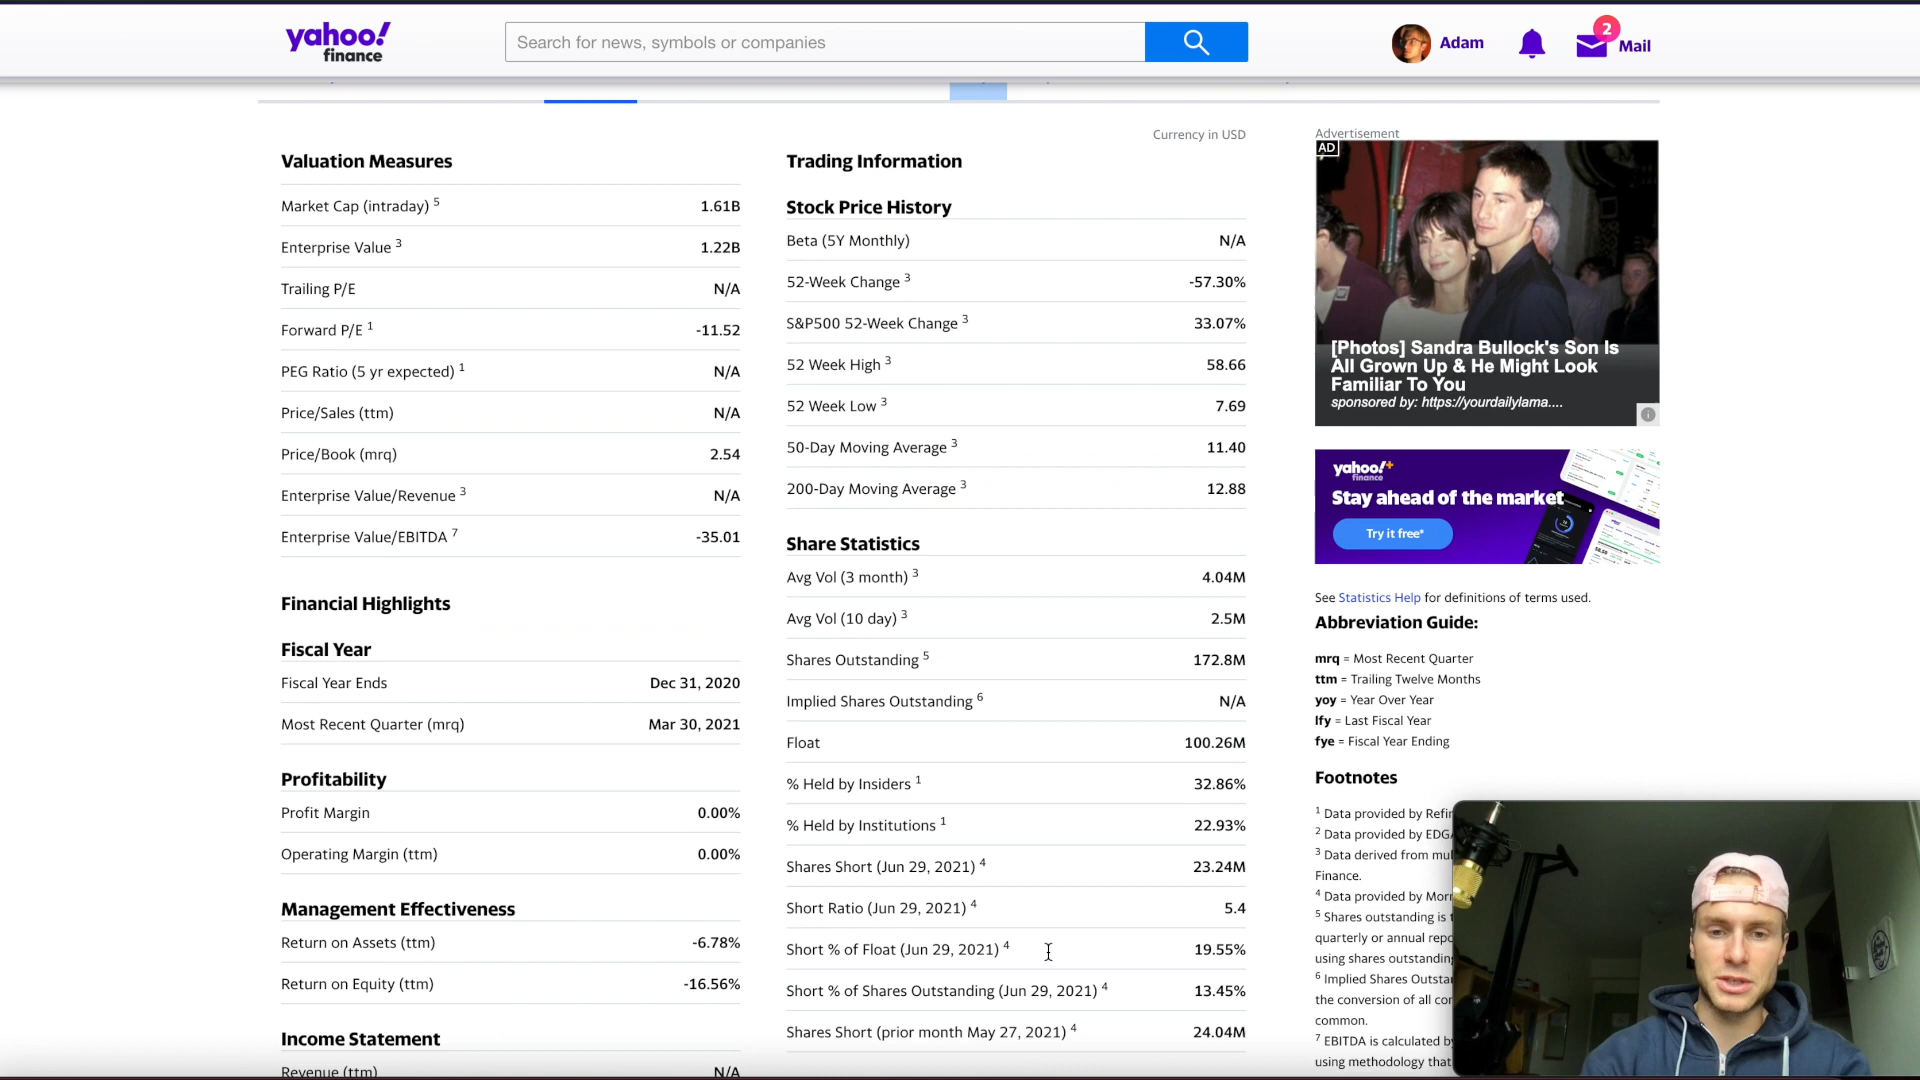 yahoo!
finance
Search for news, symbols or companies
Adam
2
Mail
Currency in USD
Valuation Measures
Market Cap (intraday) 5 1.61B
Enterprise Value 3 1.22B
Trailing P/E N/A
Forward P/E 1 -11.52
PEG Ratio (5 yr expected) 1 N/A
Price/Sales (ttm) N/A
Price/Book (mrq) 2.54
Enterprise Value/Revenue 3 N/A
Enterprise Value/EBITDA 7 -35.01
Financial Highlights
Fiscal Year
Fiscal Year Ends Dec 31, 2020
Most Recent Quarter (mrq) Mar 30, 2021
Profitability
Profit Margin 0.00%
Operating Margin (ttm) 0.00%
Management Effectiveness
Return on Assets (ttm) -6.78%
Return on Equity (ttm) -16.56%
Income Statement
Revenue (ttm) N/A
Trading Information
Stock Price History
Beta (5Y Monthly) N/A
52-Week Change 3 -57.30%
S&P500 52-Week Change 3 33.07%
52 Week High 3 58.66
52 Week Low 3 7.69
50-Day Moving Average 3 11.40
200-Day Moving Average 3 12.88
Share Statistics
Avg Vol (3 month) 3 4.04M
Avg Vol (10 day) 3 2.5M
Shares Outstanding 5 172.8M
Implied Shares Outstanding 6 N/A
Float 100.26M
% Held by Insiders 1 32.86%
% Held by Institutions 1 22.93%
Shares Short (Jun 29, 2021) 4 23.24M
Short Ratio (Jun 29, 2021) 4 5.4
Short % of Float (Jun 29, 2021) 4 19.55%
Short % of Shares Outstanding (Jun 29, 2021) 4 13.45%
Shares Short (prior month May 27, 2021) 4 24.04M
Advertisement
AD
[Photos] Sandra Bullock's Son Is
All Grown Up & He Might Look
Familiar To You
sponsored by: https://yourdailylama....
yahoo!+
finance
Stay ahead of the market
Try it free*
See Statistics Help for definitions of terms used.
Abbreviation Guide:
mrq = Most Recent Quarter
ttm = Trailing Twelve Months
yoy = Year Over Year
lfy = Last Fiscal Year
fye = Fiscal Year Ending
Footnotes
1 Data provided by Refin
2 Data provided by EDGA
3 Data derived from mul
Finance.
4 Data provided by Morn
5 Shares outstanding is t
quarterly or annual repo
using shares outstanding
6 Implied Shares Outstan
the conversion of all con
common.
7 EBITDA is calculated b
using methodology that